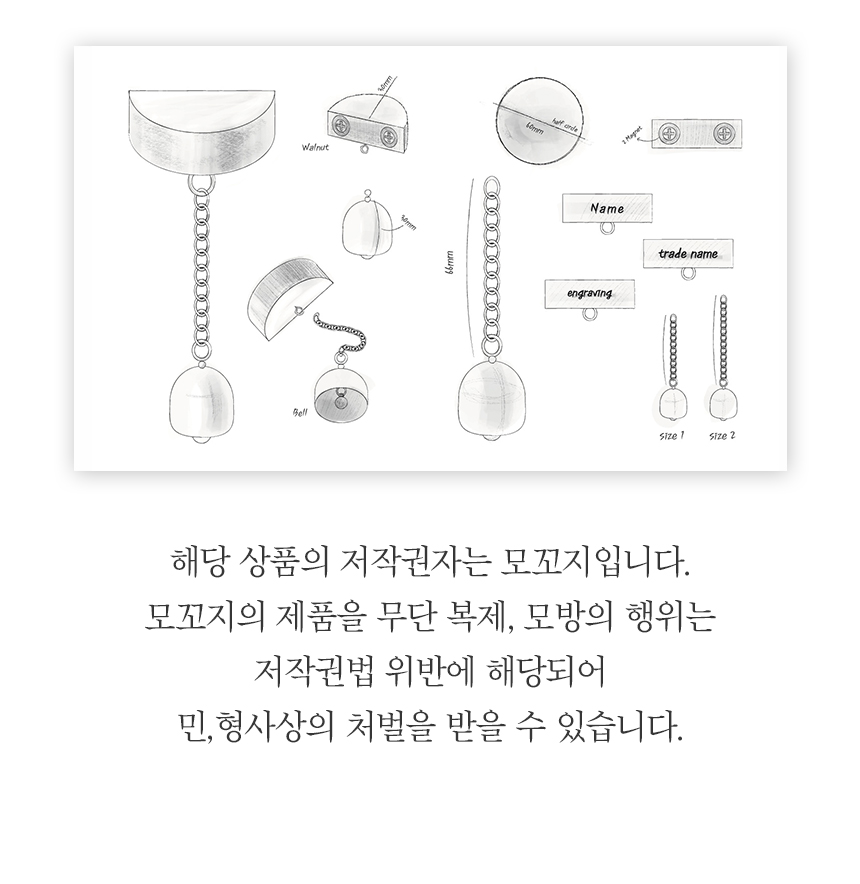 30mm
Walnut
60mm
half circle
2 Magnet
30mm
66mm
Name
trade name
engraving
Bell
size 1
size 2
해당 상품의 저작권자는 모꼬지입니다.
모꼬지의 제품을 무단 복제, 모방의 행위는
저작권법 위반에 해당되어
민,형사상의 처벌을 받을 수 있습니다.